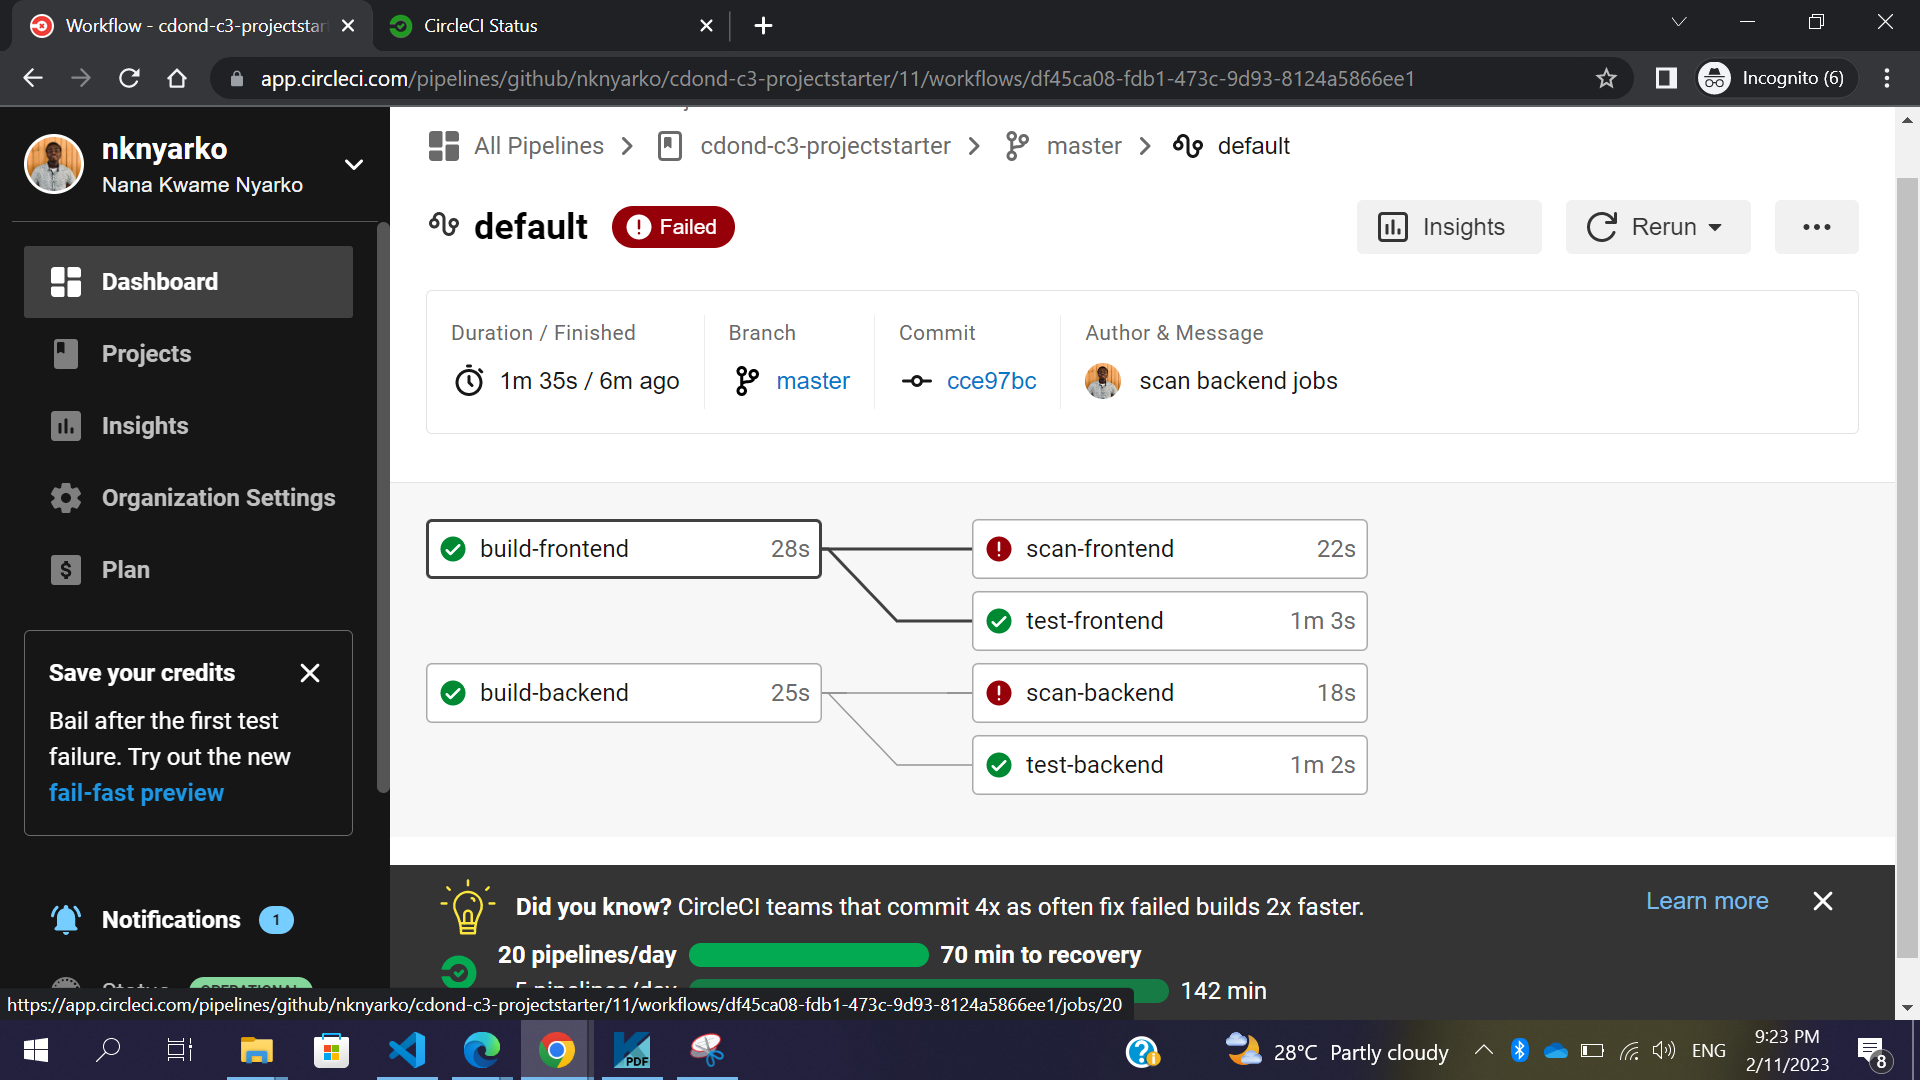 Workflow - cdond-c3-projectstar
CircleCI Status
app.circleci.com/pipelines/github/nknyarko/cdond-c3-projectstarter/11/workflows/df45ca08-fdb1-473c-9d93-8124a5866ee1
Incognito (6)
nknyarko
Nana Kwame Nyarko
All Pipelines
cdond-c3-projectstarter
master
default
default
Failed
Insights
Rerun
Dashboard
Projects
Insights
Organization Settings
Plan
Duration / Finished
Branch
Commit
Author & Message
1m 35s / 6m ago
master
cce97bc
scan backend jobs
build-frontend 28s
scan-frontend 22s
test-frontend 1m 3s
build-backend 25s
scan-backend 18s
test-backend 1m 2s
Save your credits
Bail after the first test
failure. Try out the new
fail-fast preview
Notifications 1
Status OPERATIONAL
Did you know? CircleCI teams that commit 4x as often fix failed builds 2x faster.
Learn more
20 pipelines/day 70 min to recovery
5 pipelines/day 142 min
https://app.circleci.com/pipelines/github/nknyarko/cdond-c3-projectstarter/11/workflows/df45ca08-fdb1-473c-9d93-8124a5866ee1/jobs/20
PDF
28°C Partly cloudy
ENG
9:23 PM
2/11/2023
8